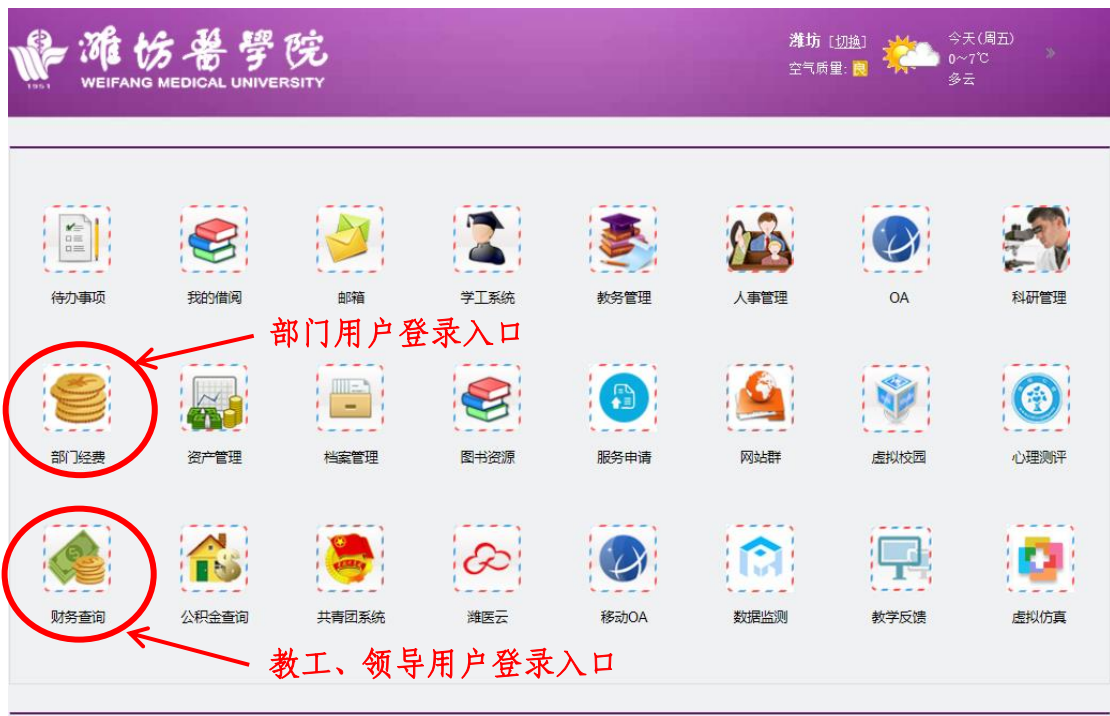 濰坊醫學院
WEIFANG MEDICAL UNIVERSITY
1951
潍坊 [切换]
空气质量: 良
今天(周五)
0~7℃
多云
»
待办事项 我的借阅 邮箱 学工系统 教务管理 人事管理 OA 科研管理
部门用户登录入口
部门经费 资产管理 档案管理 图书资源 服务申请 网站群 虚拟校园 心理测评
财务查询 公积金查询 共青团系统 潍医云 移动OA 数据监测 教学反馈 虚拟仿真
教工、领导用户登录入口